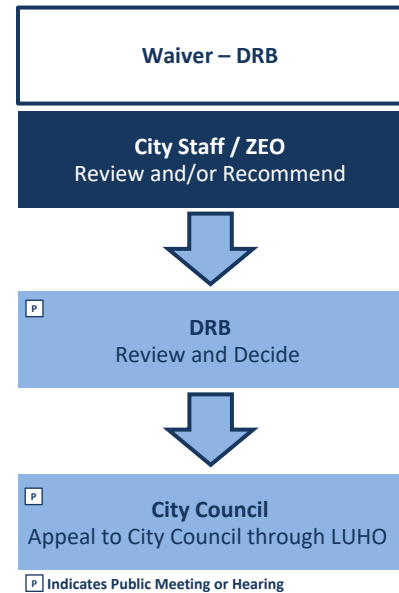 Waiver – DRB
City Staff / ZEO
Review and/or Recommend
P
DRB
Review and Decide
P
City Council
Appeal to City Council through LUHO
P Indicates Public Meeting or Hearing